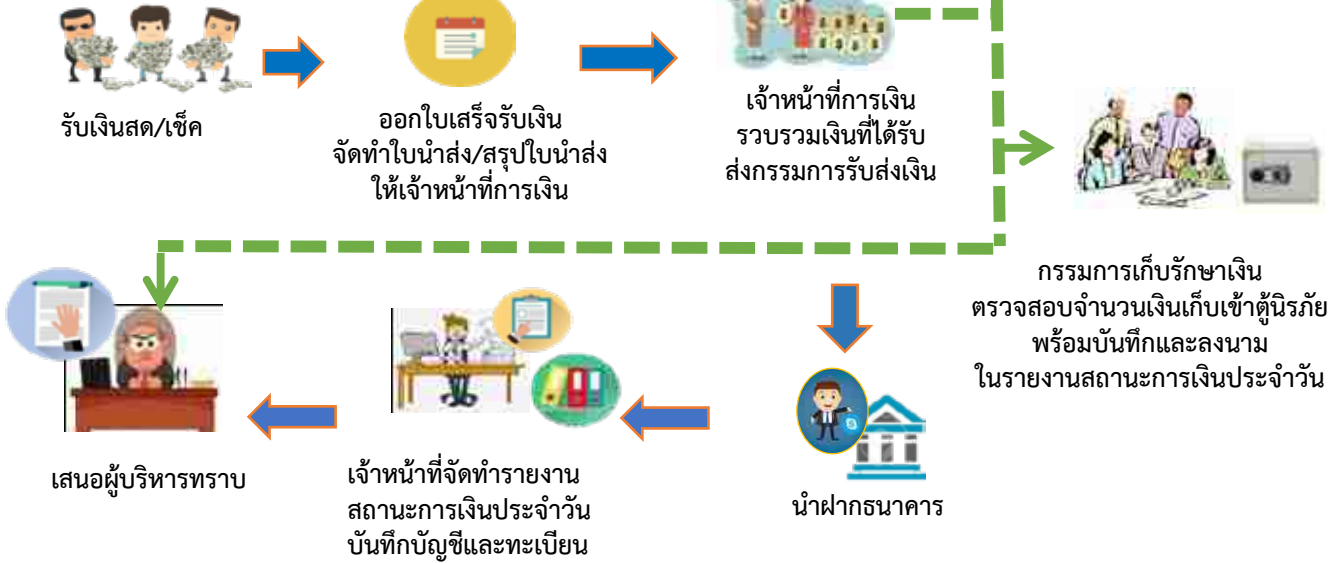 รับเงินสด/เช็ค
ออกใบเสร็จรับเงิน
จัดทำใบนำส่ง/สรุปใบนำส่ง
ให้เจ้าหน้าที่การเงิน
เจ้าหน้าที่การเงิน
รวบรวมเงินที่ได้รับ
ส่งกรรมการรับส่งเงิน
กรรมการเก็บรักษาเงิน
ตรวจสอบจำนวนเงินเก็บเข้าตู้นิรภัย
พร้อมบันทึกและลงนาม
ในรายงานสถานะการเงินประจำวัน
เสนอผู้บริหารทราบ
เจ้าหน้าที่จัดทำรายงาน
สถานะการเงินประจำวัน
บันทึกบัญชีและทะเบียน
นำฝากธนาคาร